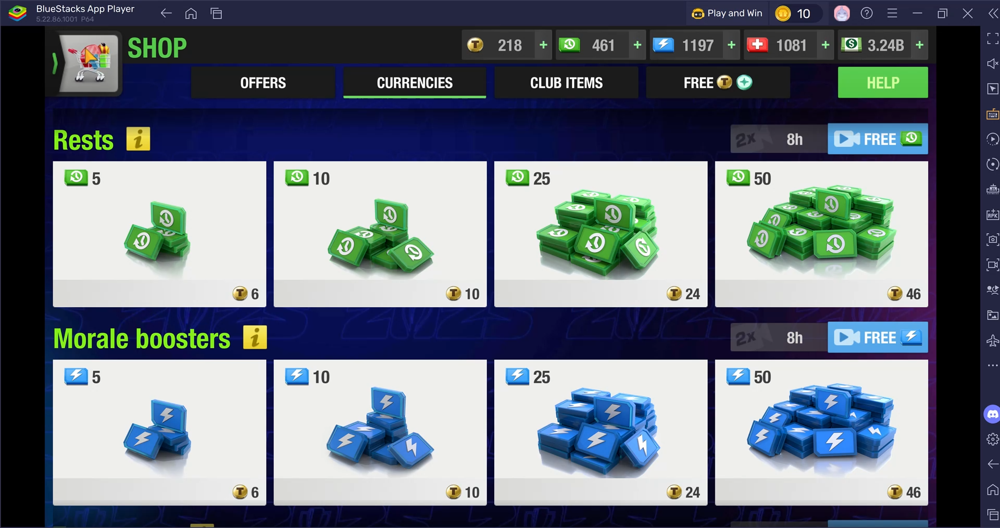 BlueStacks App Player
5.22.86.1001 P64
Play and Win
10
SHOP
218 +
461 +
1197 +
1081 +
3.24B +
OFFERS
CURRENCIES
CLUB ITEMS
FREE
HELP
Rests i
2x 8h FREE
5
10
25
50
T 6
T 10
T 24
T 46
Morale boosters i
2x 8h FREE
5
10
25
50
T 6
T 10
T 24
T 46